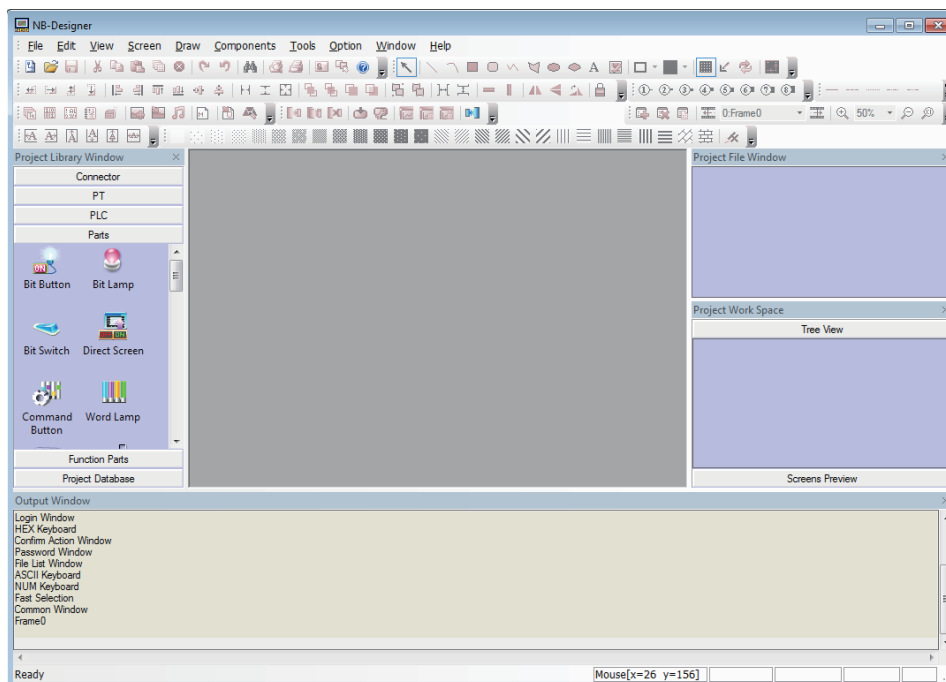 NB-Designer
File Edit View Screen Draw Components Tools Option Window Help
A
0:Frame0 50%
Project Library Window
Connector
PT
PLC
Parts
ON
Bit Button Bit Lamp
Bit Switch Direct Screen
Command Button Word Lamp
Function Parts
Project Database
Project File Window
Project Work Space
Tree View
Screens Preview
Output Window
Login Window
HEX Keyboard
Confirm Action Window
Password Window
File List Window
ASCII Keyboard
NUM Keyboard
Fast Selection
Common Window
Frame0
Ready Mouse[x=26 y=156]